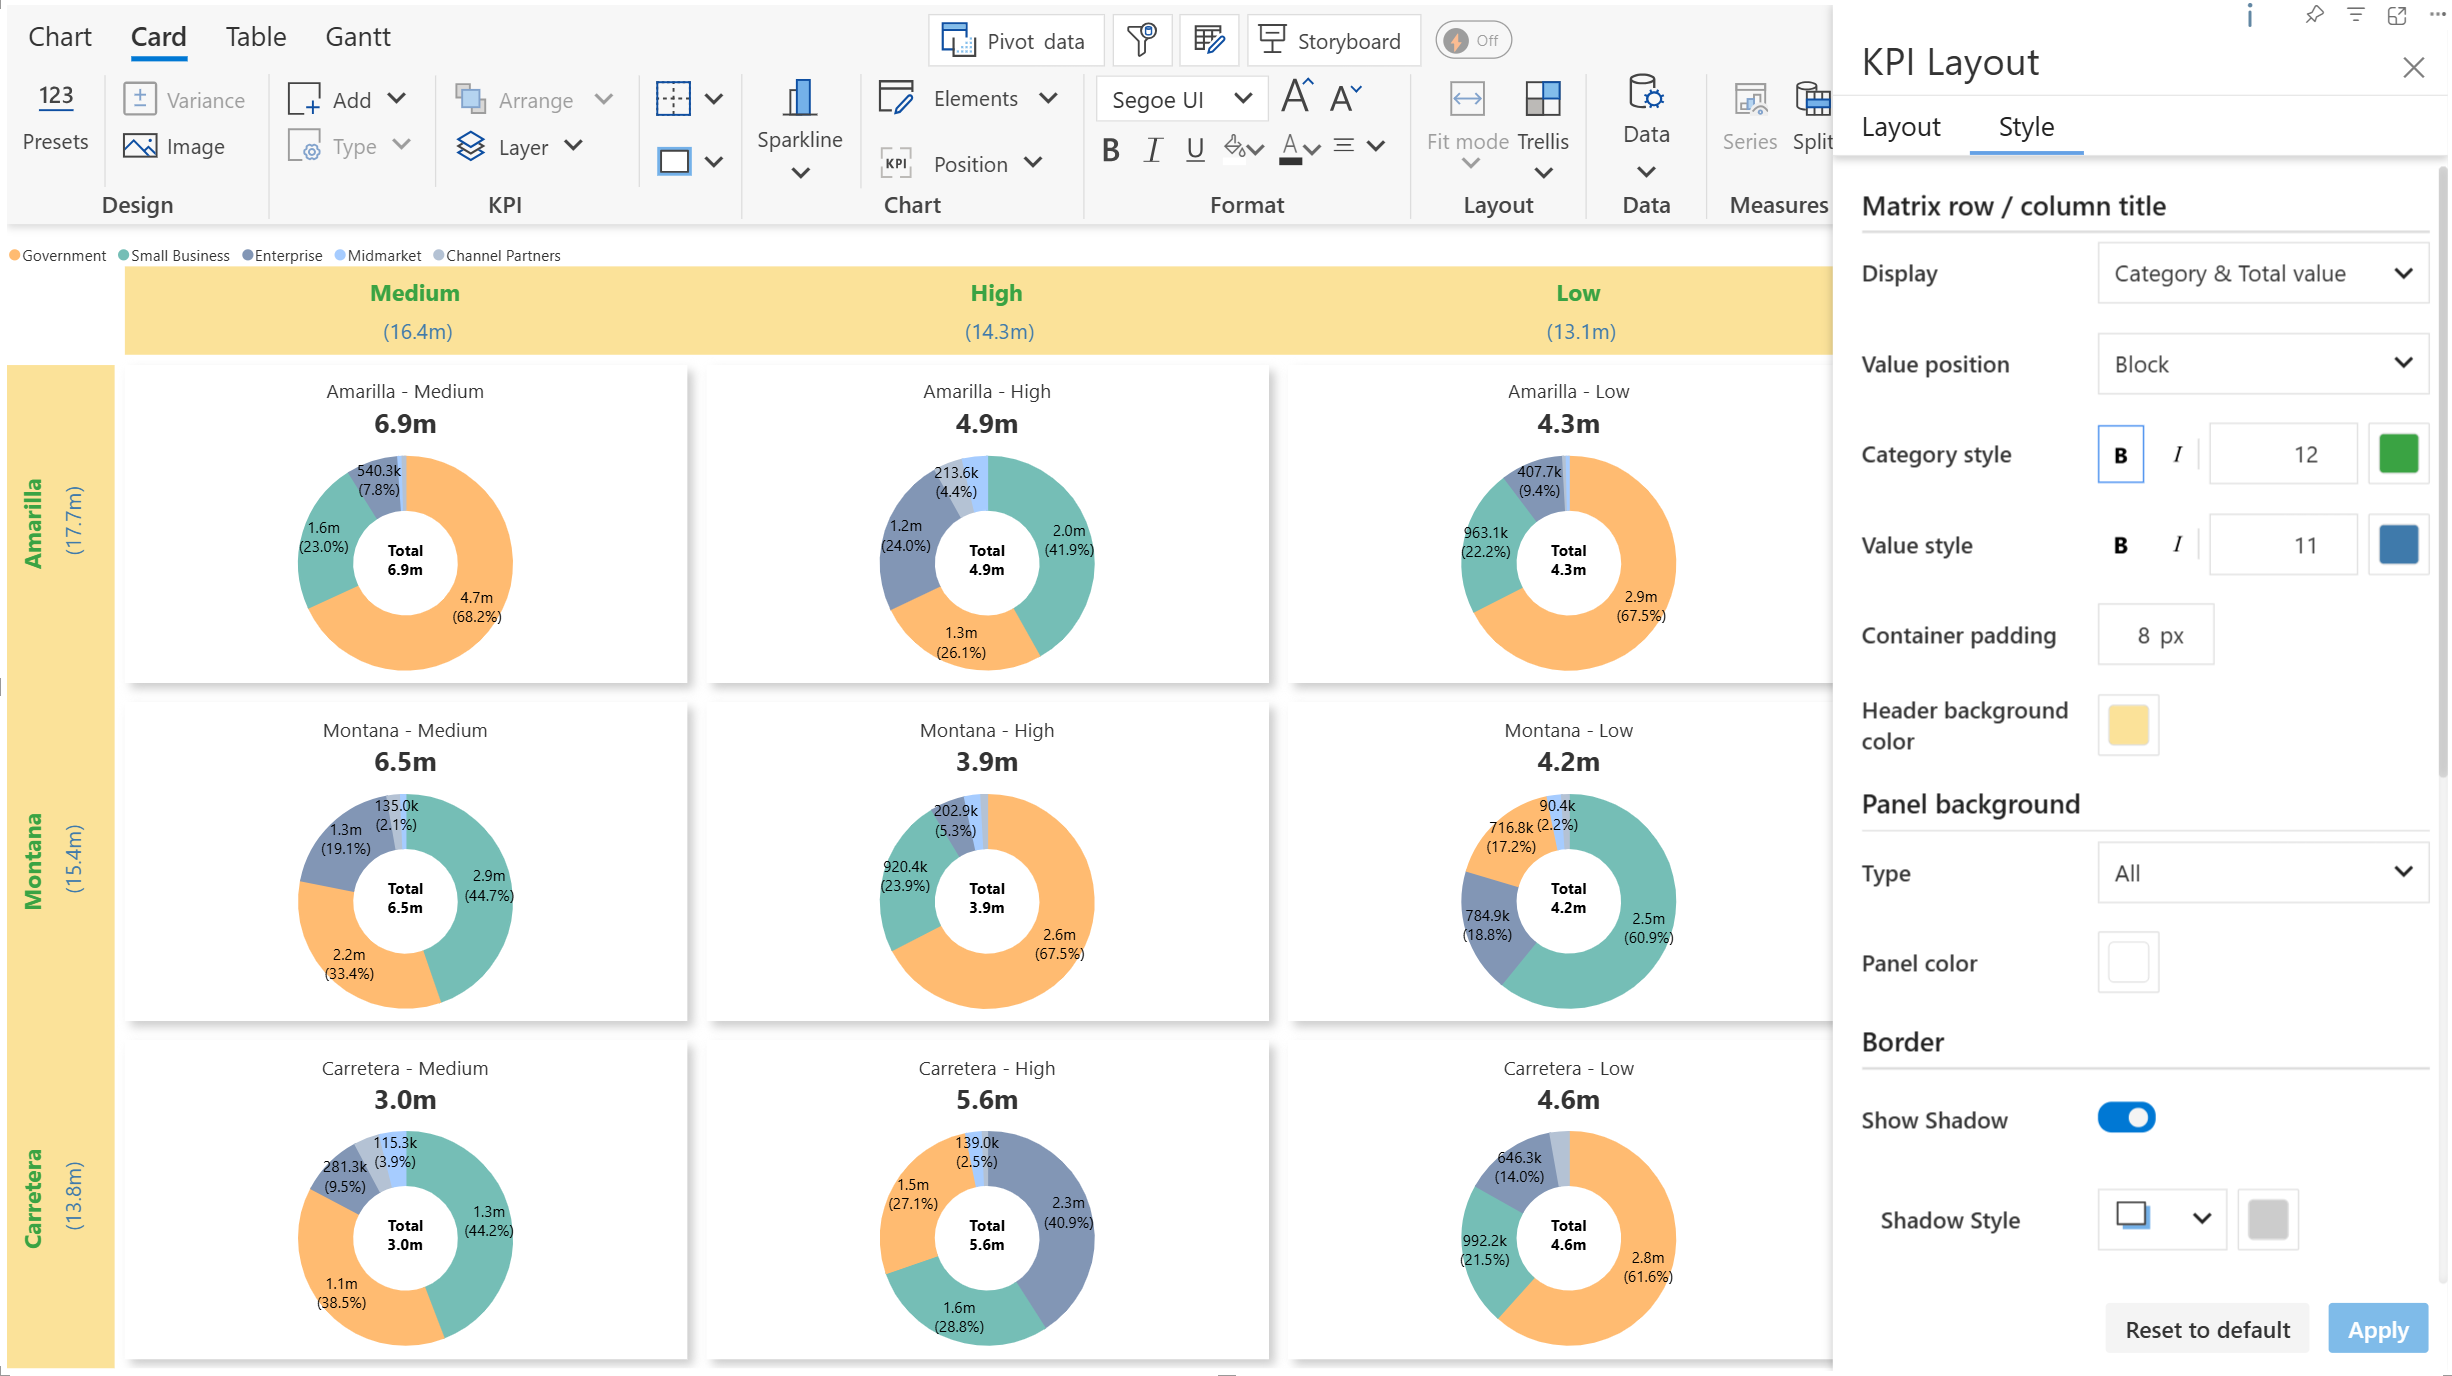 Chart Card Table Gantt
Pivot data
Storyboard
Off
123
Presets
Variance
Image
Design
Add
Type
Arrange
Layer
KPI
Sparkline
Elements
KPI Position
Chart
Segoe UI
A A
B I U A
Format
Fit mode
Trellis
Layout
Data
Data
Series
Split
Measures
Government Small Business Enterprise Midmarket Channel Partners
Medium
(16.4m)
High
(14.3m)
Low
(13.1m)
Amarilla
(17.7m)
Amarilla - Medium
6.9m
540.3k
(7.8%)
1.6m
(23.0%)
Total
6.9m
4.7m
(68.2%)
Amarilla - High
4.9m
213.6k
(4.4%)
1.2m
(24.0%)
2.0m
(41.9%)
Total
4.9m
1.3m
(26.1%)
Amarilla - Low
4.3m
407.7k
(9.4%)
963.1k
(22.2%)
Total
4.3m
2.9m
(67.5%)
Montana
(15.4m)
Montana - Medium
6.5m
135.0k
(2.1%)
1.3m
(19.1%)
2.9m
(44.7%)
Total
6.5m
2.2m
(33.4%)
Montana - High
3.9m
202.9k
(5.3%)
920.4k
(23.9%)
Total
3.9m
2.6m
(67.5%)
Montana - Low
4.2m
90.4k
(2.2%)
716.8k
(17.2%)
784.9k
(18.8%)
Total
4.2m
2.5m
(60.9%)
Carretera
(13.8m)
Carretera - Medium
3.0m
115.3k
(3.9%)
281.3k
(9.5%)
1.3m
(44.2%)
Total
3.0m
1.1m
(38.5%)
Carretera - High
5.6m
139.0k
(2.5%)
1.5m
(27.1%)
2.3m
(40.9%)
Total
5.6m
1.6m
(28.8%)
Carretera - Low
4.6m
646.3k
(14.0%)
992.2k
(21.5%)
Total
4.6m
2.8m
(61.6%)
KPI Layout
Layout Style
Matrix row / column title
Display Category & Total value
Value position Block
Category style B I 12
Value style B I 11
Container padding 8 px
Header background
color
Panel background
Type All
Panel color
Border
Show Shadow
Shadow Style
Reset to default Apply